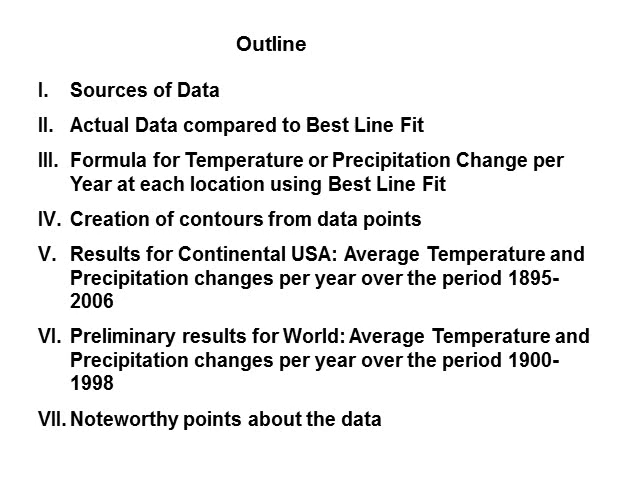 Outline
I. Sources of Data
II. Actual Data compared to Best Line Fit
III. Formula for Temperature or Precipitation Change per
Year at each location using Best Line Fit
IV. Creation of contours from data points
V. Results for Continental USA: Average Temperature and
Precipitation changes per year over the period 1895-
2006
VI. Preliminary results for World: Average Temperature and
Precipitation changes per year over the period 1900-
1998
VII. Noteworthy points about the data